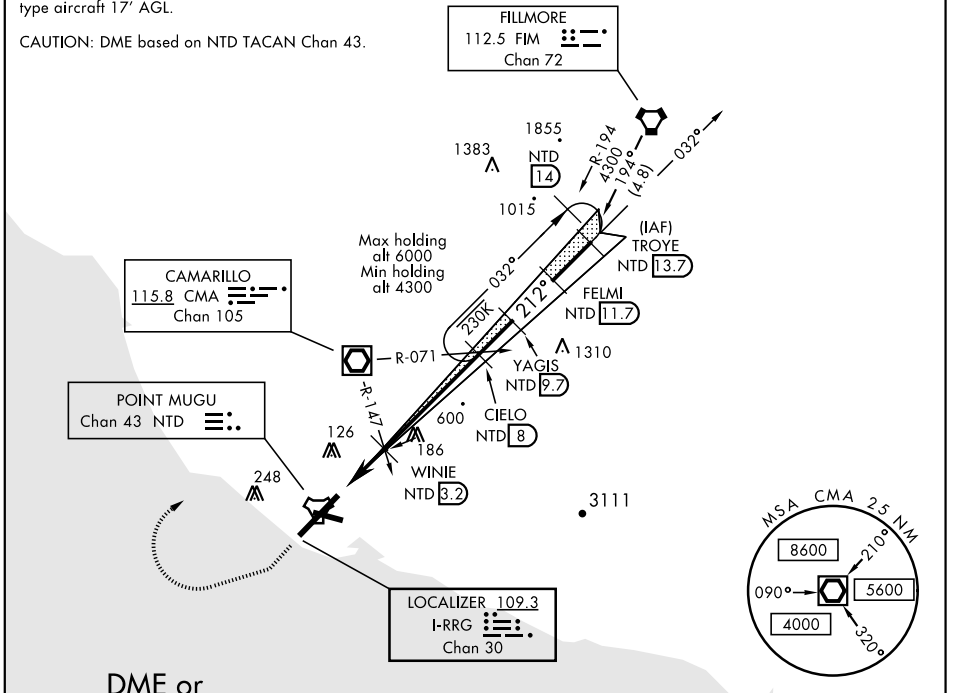 type aircraft 17' AGL.
CAUTION: DME based on NTD TACAN Chan 43.
FILLMORE
112.5 FIM
Chan 72
1855
1383
NTD
14
1015
R-194
4300
194°
(4.8)
032°
(IAF)
TROYE
NTD 13.7
Max holding
alt 6000
Min holding
alt 4300
032°
230K
212°
FELMI
NTD 11.7
CAMARILLO
115.8 CMA
Chan 105
R-071
1310
YAGIS
NTD 9.7
R-147
600
CIELO
NTD 8
POINT MUGU
Chan 43 NTD
126
186
WINIE
NTD 3.2
248
3111
MSA CMA 25 NM
8600
210°
090°
5600
4000
320°
LOCALIZER 109.3
I-RRG
Chan 30
DME or